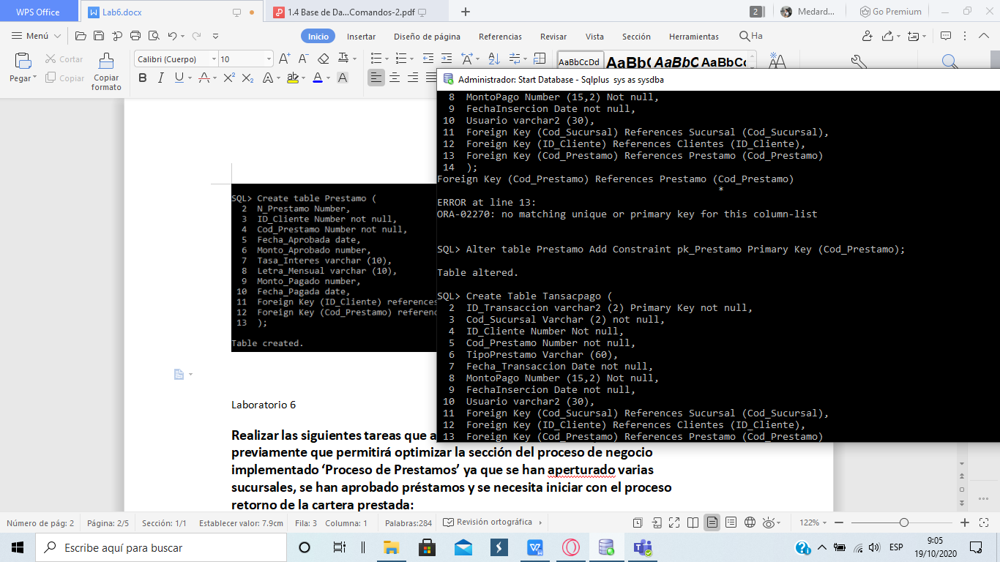 WPS Office
Lab6.docx
1.4 Base de Da...Comandos-2.pdf
2
Medard...
Go Premium
Menú
Inicio
Insertar
Diseño de página
Referencias
Revisar
Vista
Sección
Herramientas
Ha
Pegar
Cortar
Copiar
Copiar formato
Calibri (Cuerpo)
10
AaBbCcDd
AaBb(
AaBbC
AaBbC
Administrador: Start Database - Sqlplus sys as sysdba
8 MontoPago Number (15,2) Not null,
9 FechaInsercion Date not null,
10 Usuario varchar2 (30),
11 Foreign Key (Cod_Sucursal) References Sucursal (Cod_Sucursal),
12 Foreign Key (ID_Cliente) References Clientes (ID_Cliente),
13 Foreign Key (Cod_Prestamo) References Prestamo (Cod_Prestamo)
14 );
Foreign Key (Cod_Prestamo) References Prestamo (Cod_Prestamo)
*
ERROR at line 13:
ORA-02270: no matching unique or primary key for this column-list
SQL> Alter table Prestamo Add Constraint pk_Prestamo Primary Key (Cod_Prestamo);
Table altered.
SQL> Create Table Tansacpago (
2 ID_Transaccion varchar2 (2) Primary Key not null,
3 Cod_Sucursal Varchar (2) not null,
4 ID_Cliente Number Not null,
5 Cod_Prestamo Number not null,
6 TipoPrestamo Varchar (60),
7 Fecha_Transaccion Date not null,
8 MontoPago Number (15,2) Not null,
9 FechaInsercion Date not null,
10 Usuario varchar2 (30),
11 Foreign Key (Cod_Sucursal) References Sucursal (Cod_Sucursal),
12 Foreign Key (ID_Cliente) References Clientes (ID_Cliente),
13 Foreign Key (Cod_Prestamo) References Prestamo (Cod_Prestamo)
SQL> Create table Prestamo (
2 N_Prestamo Number,
3 ID_Cliente Number not null,
4 Cod_Prestamo Number not null,
5 Fecha_Aprobada date,
6 Monto_Aprobado number,
7 Tasa_Interes varchar (10),
8 Letra_Mensual varchar (10),
9 Monto_Pagado number,
10 Fecha_Pagada date,
11 Foreign Key (ID_Cliente) references
12 Foreign Key (Cod_Prestamo) referenc
13 );
Table created.
Laboratorio 6
Realizar las siguientes tareas que a
previamente que permitirá optimizar la sección del proceso de negocio
implementado ‘Proceso de Prestamos’ ya que se han aperturado varias
sucursales, se han aprobado préstamos y se necesita iniciar con el proceso
retorno de la cartera prestada:
Número de pág: 2
Página: 2/5
Sección: 1/1
Establecer valor: 7.9cm
Fila: 3
Columna: 1
Palabras:284
Revisión ortográfica
122%
Escribe aquí para buscar
ESP
9:05
19/10/2020